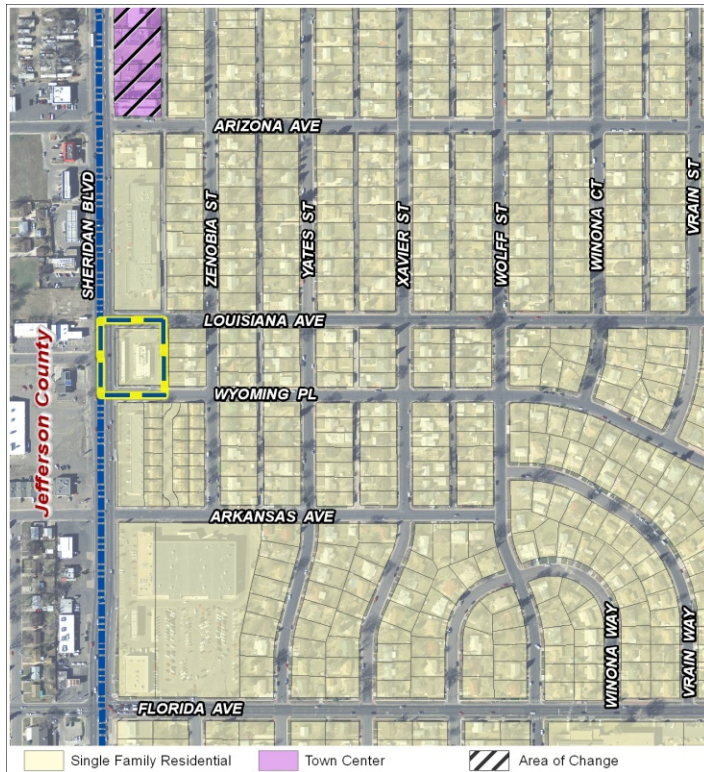 ARIZONA AVE
SHERIDAN BLVD
ZENOBIA ST
YATES ST
XAVIER ST
WOLFF ST
WINONA CT
VRAIN ST
LOUISIANA AVE
Jefferson County
WYOMING PL
ARKANSAS AVE
WINONA WAY
VRAIN WAY
FLORIDA AVE
Single Family Residential
Town Center
Area of Change